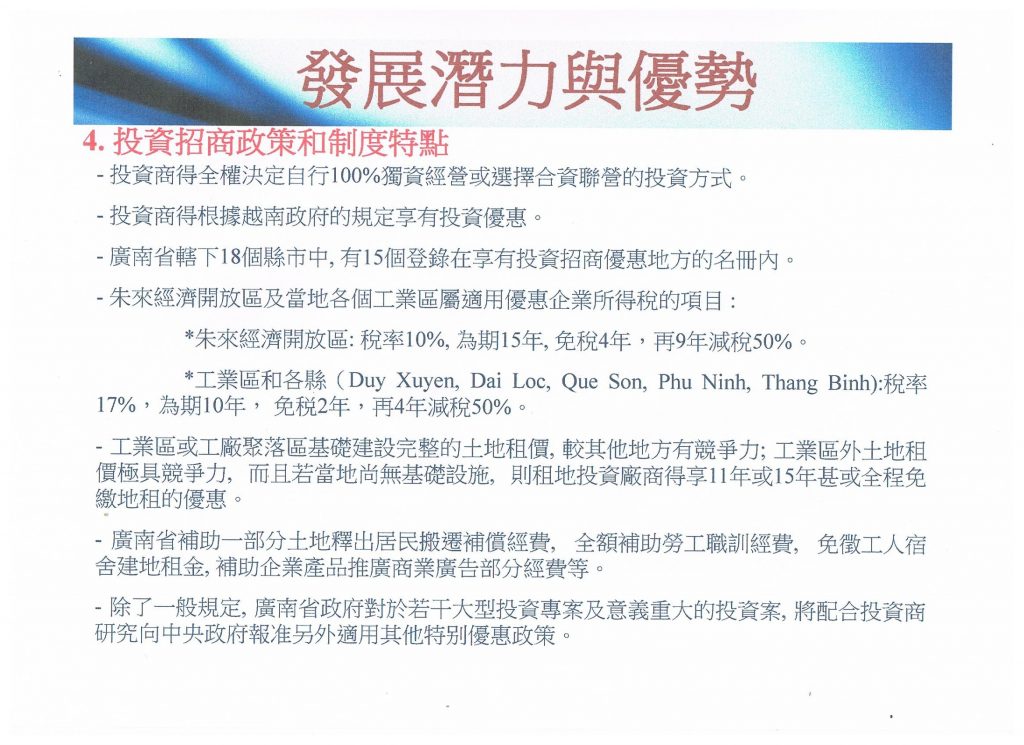 發展潛力與優勢
4. 投資招商政策和制度特點
- 投資商得全權決定自行100%獨資經營或選擇合資聯營的投資方式。
- 投資商得根據越南政府的規定享有投資優惠。
- 廣南省轄下18個縣市中, 有15個登錄在享有投資招商優惠地方的名冊內。
- 朱來經濟開放區及當地各個工業區屬適用優惠企業所得稅的項目 :
*朱來經濟開放區: 稅率10%, 為期15年, 免稅4年，再9年減稅50%。
*工業區和各縣（Duy Xuyen, Dai Loc, Que Son, Phu Ninh, Thang Binh):稅率
17%，為期10年， 免稅2年，再4年減稅50%。
- 工業區或工廠聚落區基礎建設完整的土地租價, 較其他地方有競爭力; 工業區外土地租
價極具競爭力, 而且若當地尚無基礎設施, 則租地投資廠商得享11年或15年甚或全程免
繳地租的優惠。
- 廣南省補助一部分土地釋出居民搬遷補償經費, 全額補助勞工職訓經費, 免徵工人宿
舍建地租金, 補助企業產品推廣商業廣告部分經費等。
- 除了一般規定, 廣南省政府對於若干大型投資專案及意義重大的投資案, 將配合投資商
研究向中央政府報准另外適用其他特別優惠政策。